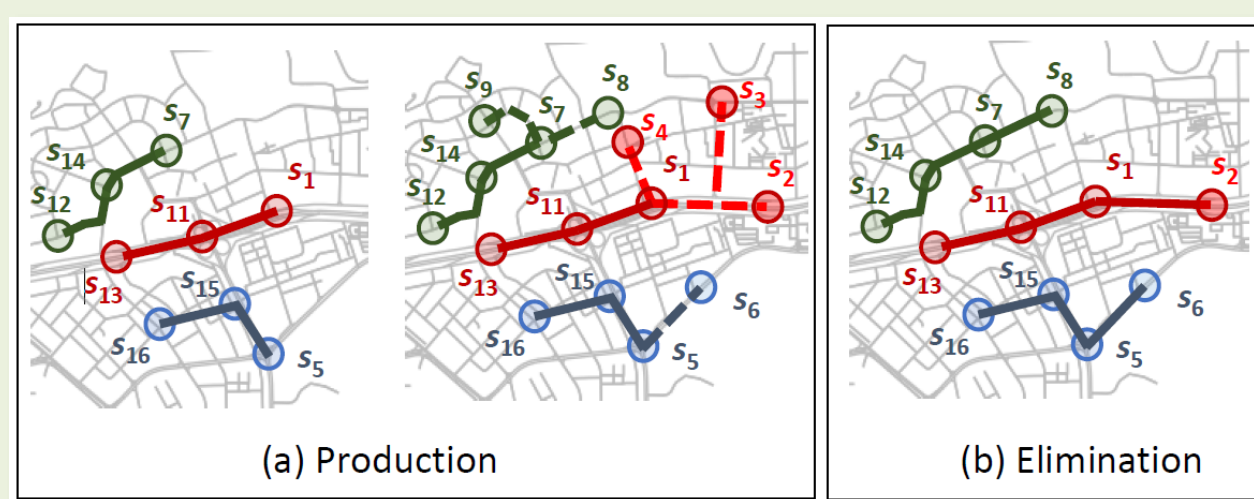 S7
S14
S12
S1
S11
S13
S15
S16
S5
S9
S8
S7
S3
S4
S14
S1
S2
S12
S11
S13
S15
S6
S16
S5
(a) Production
S8
S7
S14
S1
S2
S12
S11
S13
S15
S6
S16
S5
(b) Elimination